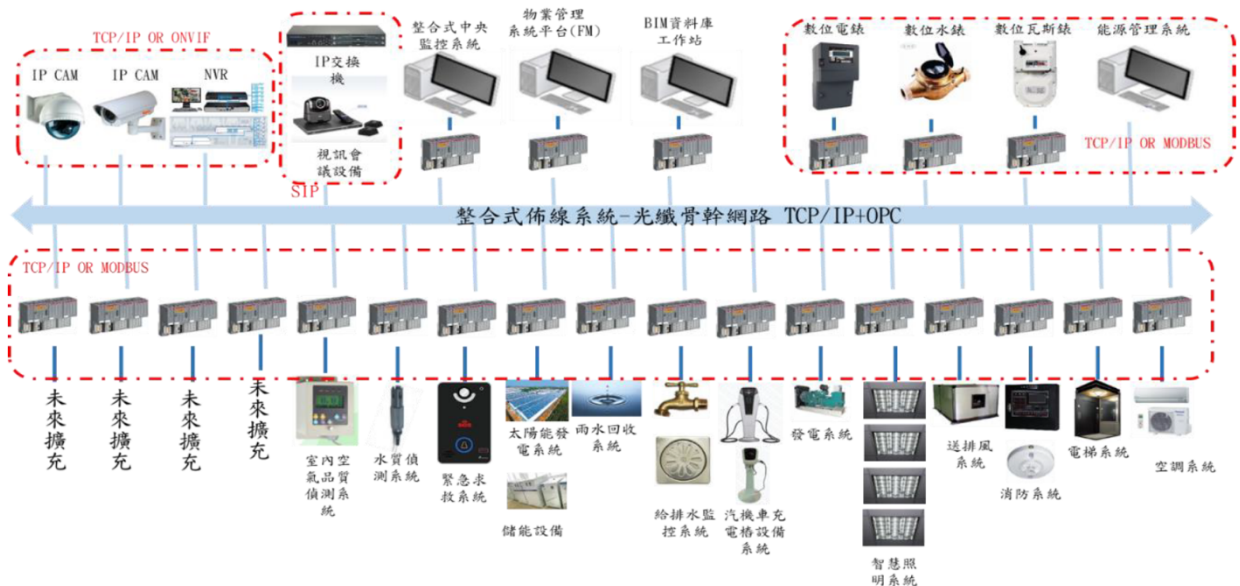 TCP/IP OR ONVIF
IP CAM
IP CAM
NVR
IP交換
機
視訊會
議設備
SIP
整合式中央
監控系統
物業管理
系統平台(FM)
BIM資料庫
工作站
數位電錶
數位水錶
數位瓦斯錶
能源管理系統
TCP/IP OR MODBUS
整合式佈線系統-光纖骨幹網路 TCP/IP+OPC
TCP/IP OR MODBUS
未來擴充
未來擴充
未來擴充
未來擴充
室內空
氣品質
偵測系
統
水質偵
測系統
緊急求
救系統
太陽能發
電系統
儲能設備
雨水回收
系統
給排水監
控系統
汽機車充
電樁設備
系統
發電系統
智慧照
明系統
送排風
系統
消防系統
電梯系統
空調系統